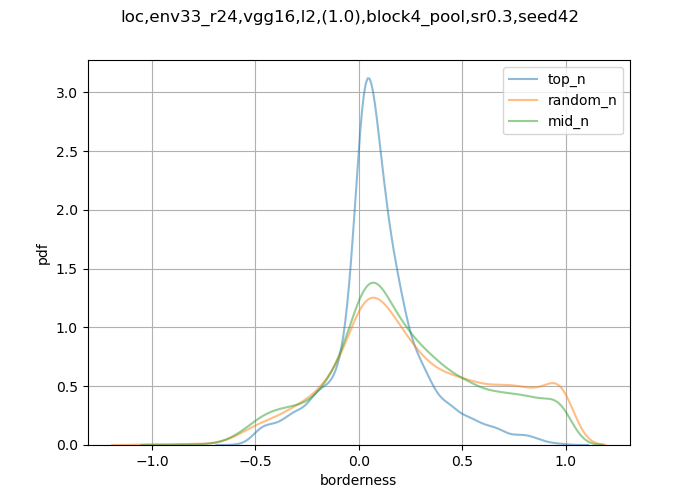 loc,env33_r24,vgg16,l2,(1.0),block4_pool,sr0.3,seed42
top_n
random_n
mid_n
3.0
2.5
2.0
1.5
1.0
0.5
0.0
pdf
−1.0 −0.5 0.0 0.5 1.0
borderness